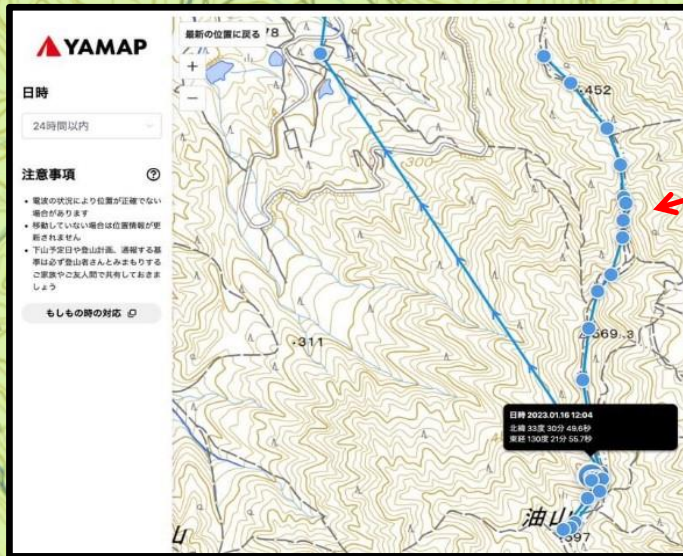 YAMAP
日時
24時間以内
注意事項
• 電波の状況により位置が正確でない
場合があります
• 移動していない場合は位置情報が更
新されません
• 下山予定日や登山計画、通報する基
準は必ず登山者さんとみまもりする
ご家族やご友人間で共有しておきま
しょう
もしもの時の対応
最新の位置に戻る
+
−
452
300
311
569.3
日時 2023.01.16 12:04
北緯 33度 30分 49.6秒
東経 130度 21分 55.7秒
油山
597
山